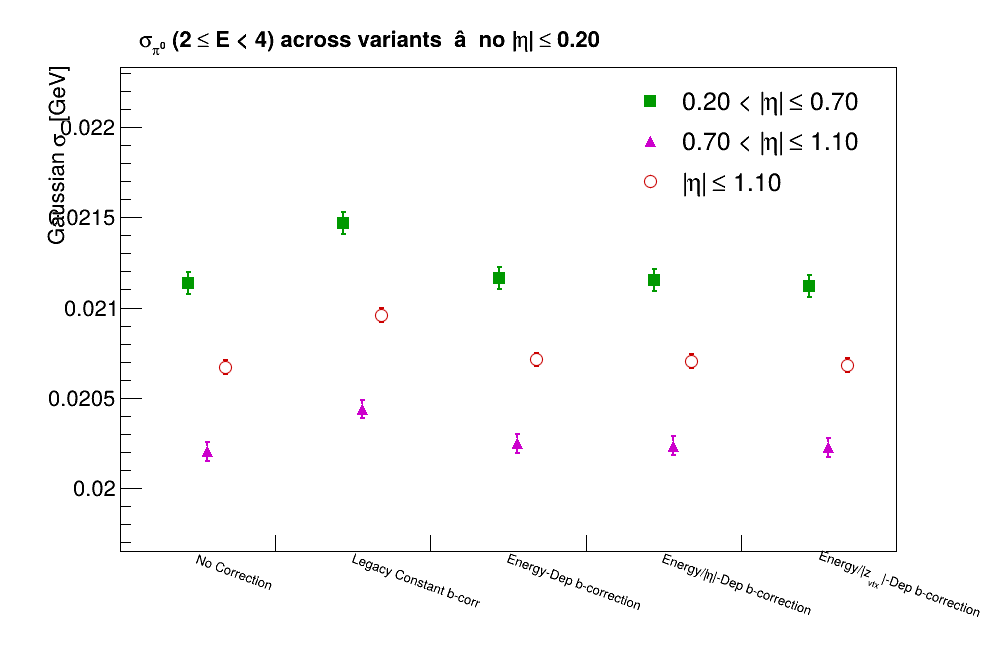 σπ⁰ (2 ≤ E < 4) across variants â no |η| ≤ 0.20
Gaussian σ [GeV]
0.20 < |η| ≤ 0.70
0.70 < |η| ≤ 1.10
|η| ≤ 1.10
0.022
0.0215
0.021
0.0205
0.02
No Correction
Legacy Constant b-corr
Energy-Dep b-correction
Energy/|η|-Dep b-correction
Energy/|z vtx |-Dep b-correction